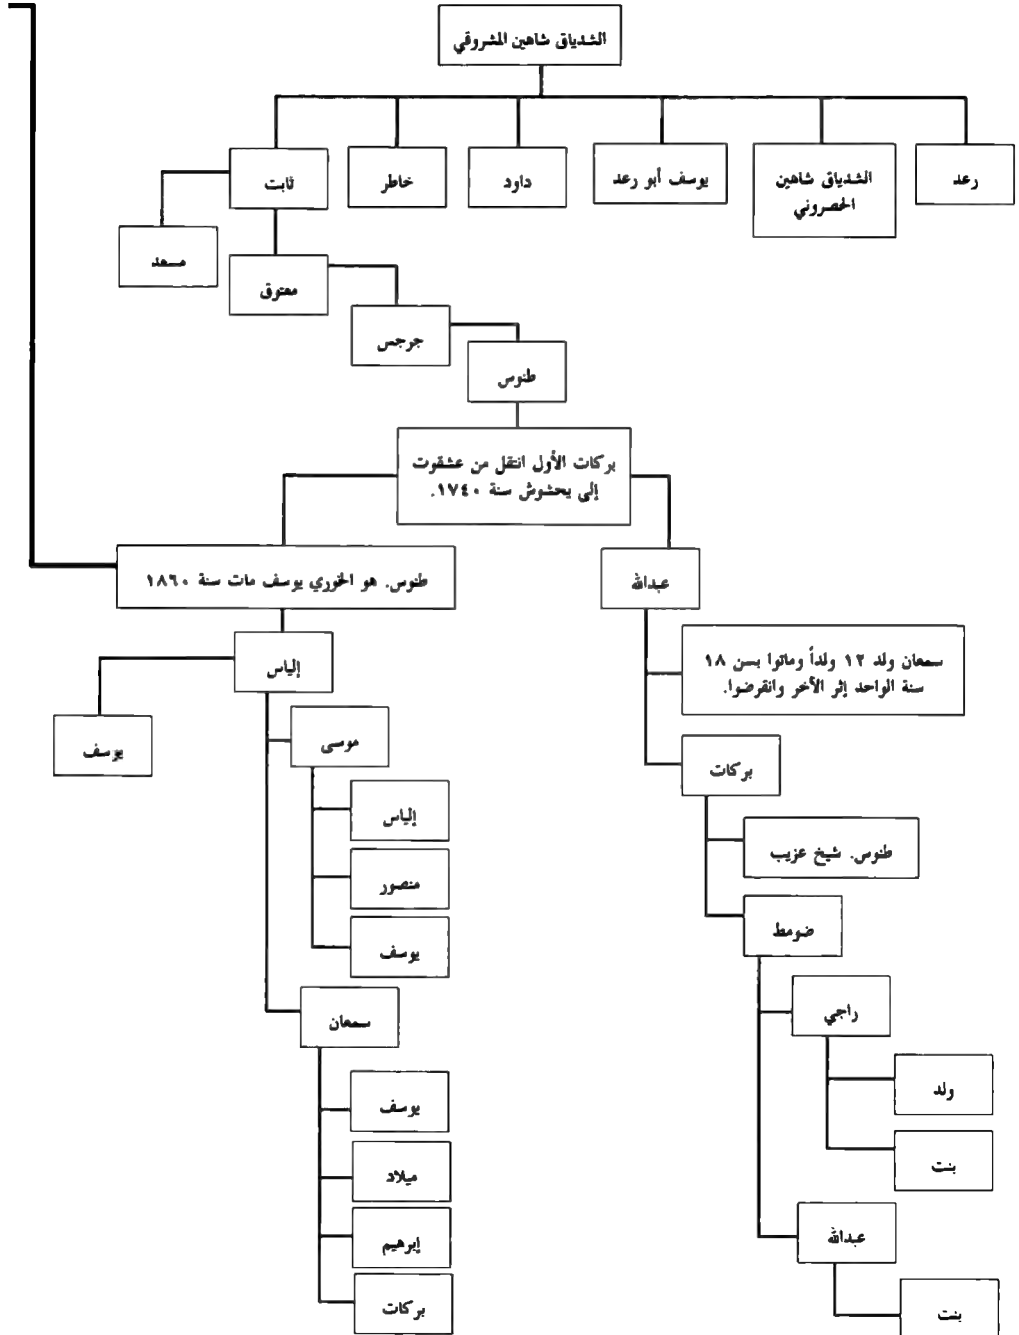 الشدياق شاهين المشروقي
رعد
الشدياق شاهين
الحصروني
يوسف أبو رعد
داود
خاطر
ثابت
مسعد
معتوق
جرجس
طنوس
بركات الأول انتقل من عشقوت
إلى يحشوش سنة ١٧٤٠.
عبدالله
طنوس. هو الخوري يوسف مات سنة ١٨٦٠
سمعان ولد ١٢ ولداً وماتوا بسن ١٨
سنة الواحد إثر الآخر وانقرضوا.
إلياس
يوسف
موسى
بركات
إلياس
طنوس. شيخ عزيب
منصور
ضومط
يوسف
راجي
سمعان
ولد
يوسف
بنت
ميلاد
عبدالله
إبرهيم
بركات
بنت